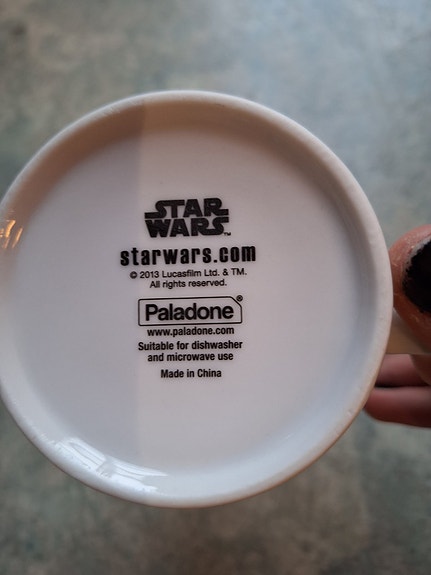 STAR
WARS™
starwars.com
© 2013 Lucasfilm Ltd. & TM.
All rights reserved.
Paladone®
www.paladone.com
Suitable for dishwasher
and microwave use
Made in China